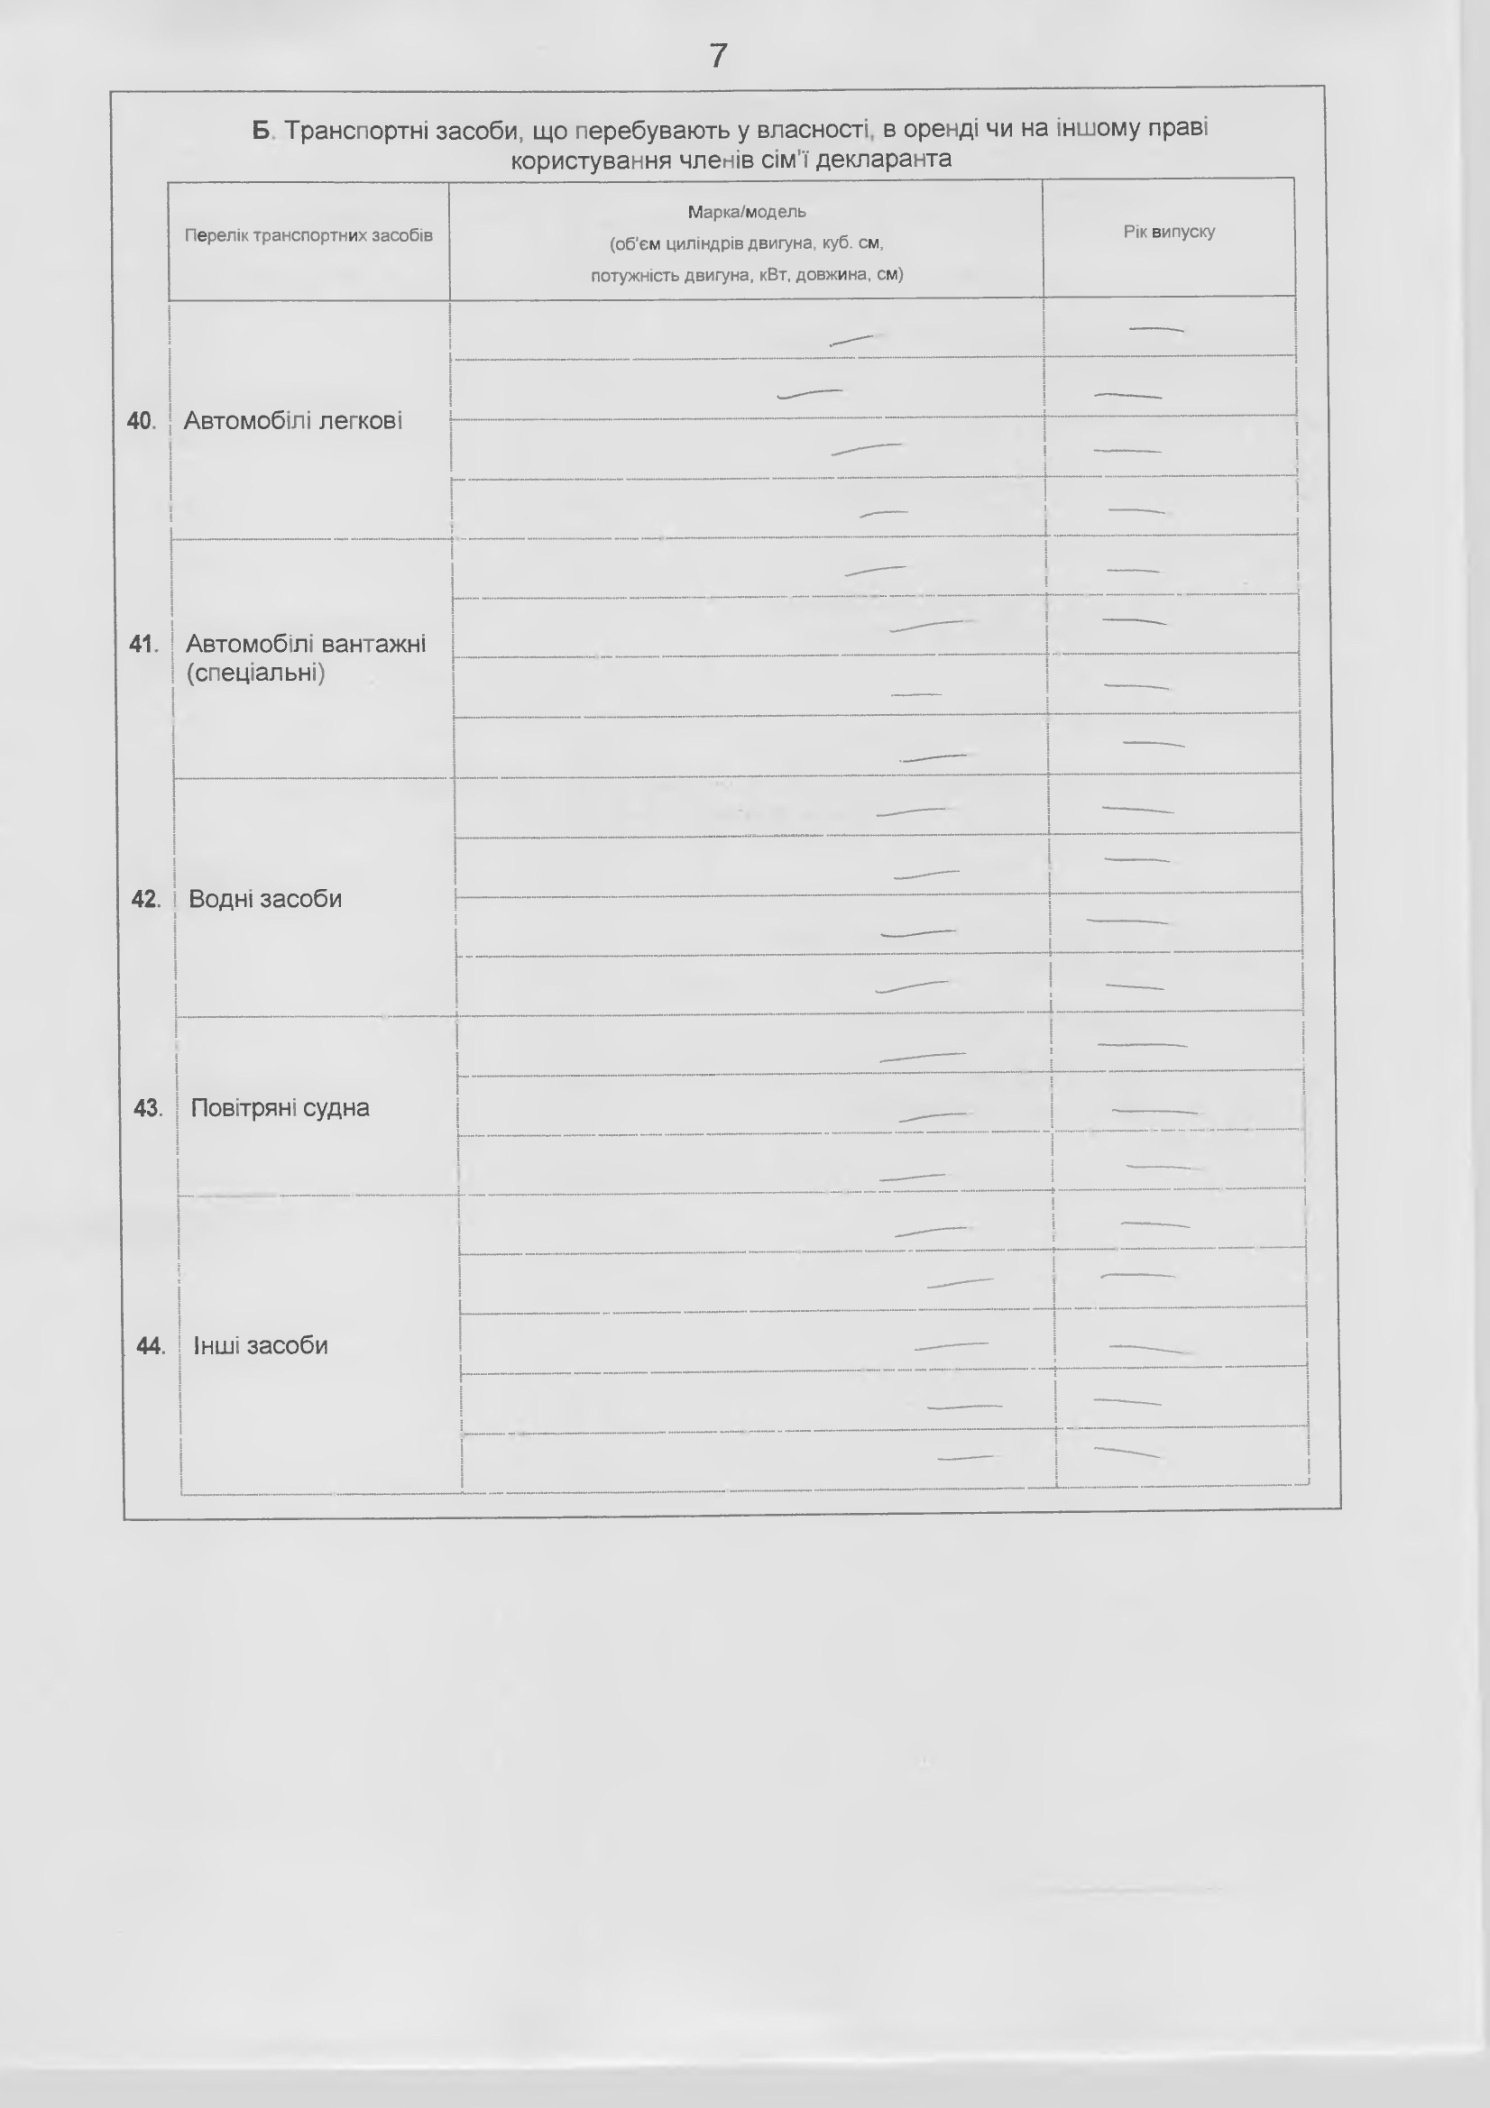 7
Б. Транспортні засоби, що перебувають у власності, в оренді чи на іншому праві
користування членів сім'ї декларанта
Перелік транспортних засобів
Марка/модель
(об'єм циліндрів двигуна, куб. см,
потужність двигуна, кВт, довжина, см)
Рік випуску
— —
— —
40. Автомобілі легкові
— —
— —
— —
— —
41. Автомобілі вантажні
(спеціальні)
— —
— —
— —
— —
42. Водні засоби
— —
— —
— —
43. Повітряні судна
— —
— —
— —
— —
44. Інші засоби
— —
— —
— —